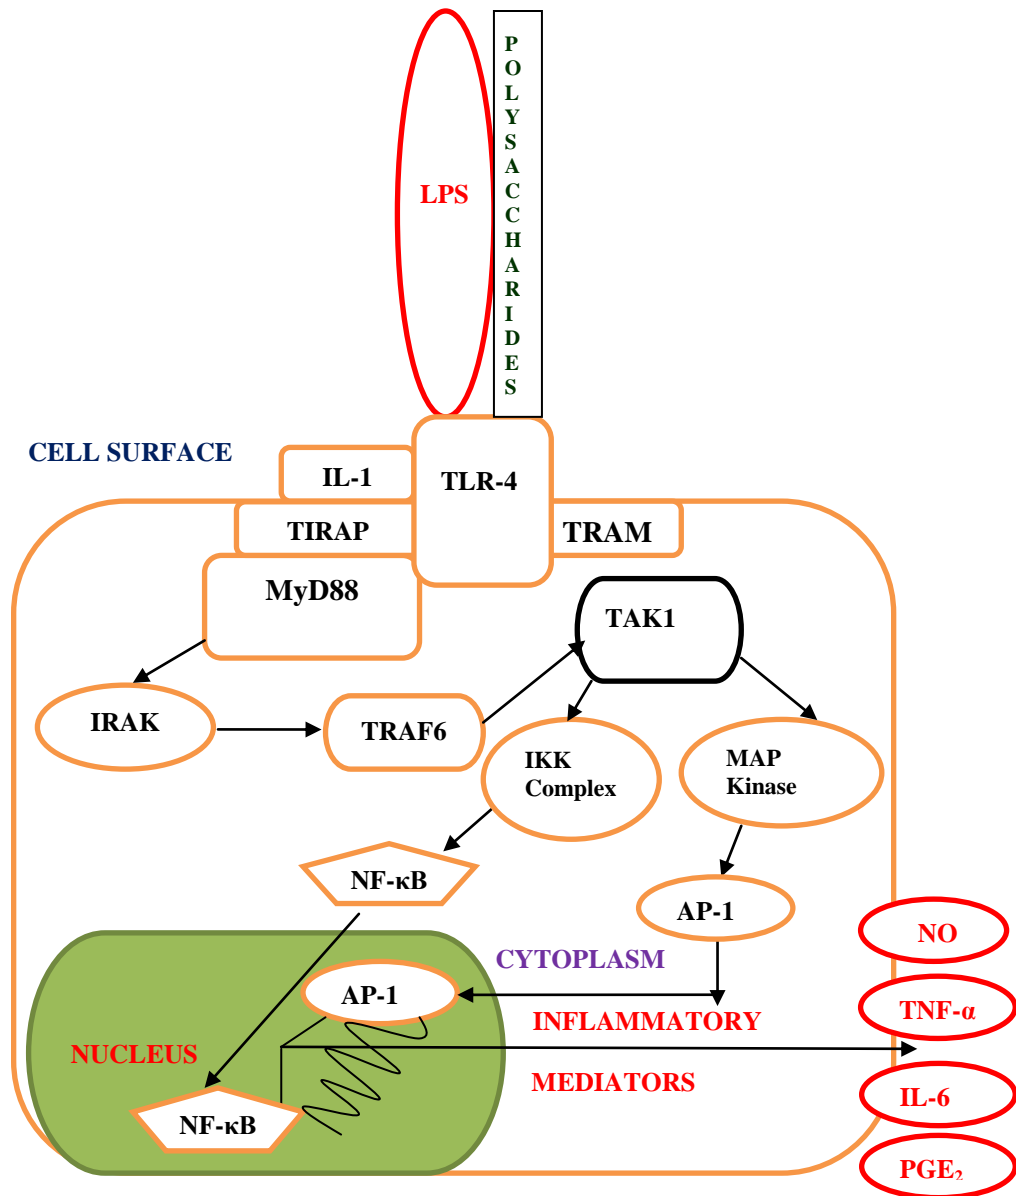 POLYSACCHARIDES
LPS
CELL SURFACE
IL-1
TLR-4
TIRAP
TRAM
MyD88
TAK1
IRAK
TRAF6
IKK
Complex
MAP
Kinase
NF-κB
AP-1
NO
CYTOPLASM
AP-1
INFLAMMATORY
TNF-α
NUCLEUS
MEDIATORS
IL-6
NF-κB
PGE₂